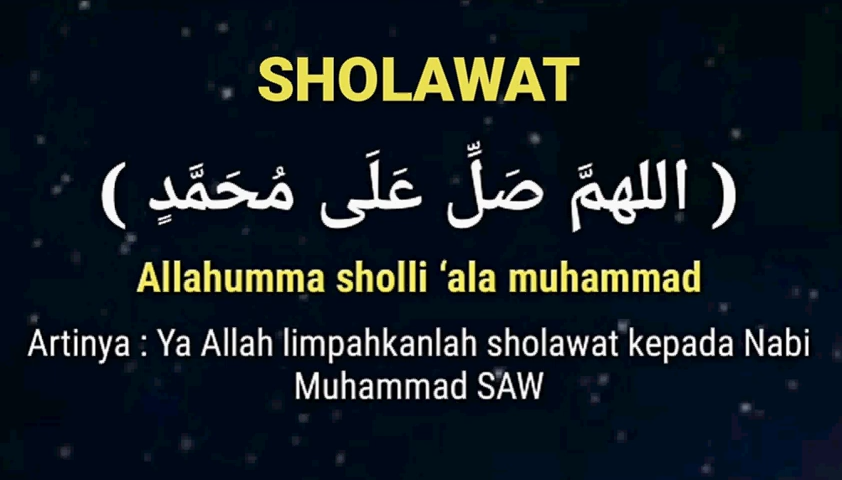 SHOLAWAT
( اللهمَّ صَلِّ عَلَى مُحَمَّدٍ )
Allahumma sholli ‘ala muhammad
Artinya : Ya Allah limpahkanlah sholawat kepada Nabi
Muhammad SAW